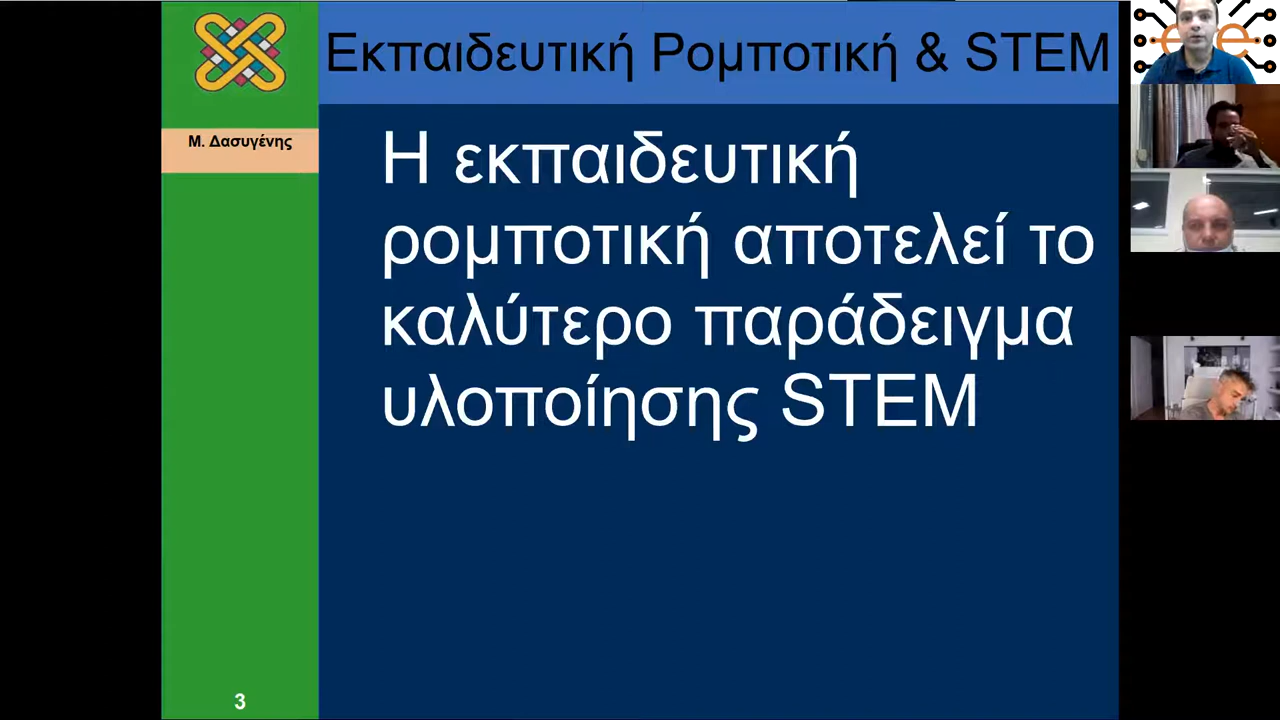 Εκπαιδευτική Ρομποτική & STEM
Μ. Δασυγένης
Η εκπαιδευτική
ρομποτική αποτελεί το
καλύτερο παράδειγμα
υλοποίησης STEM
3